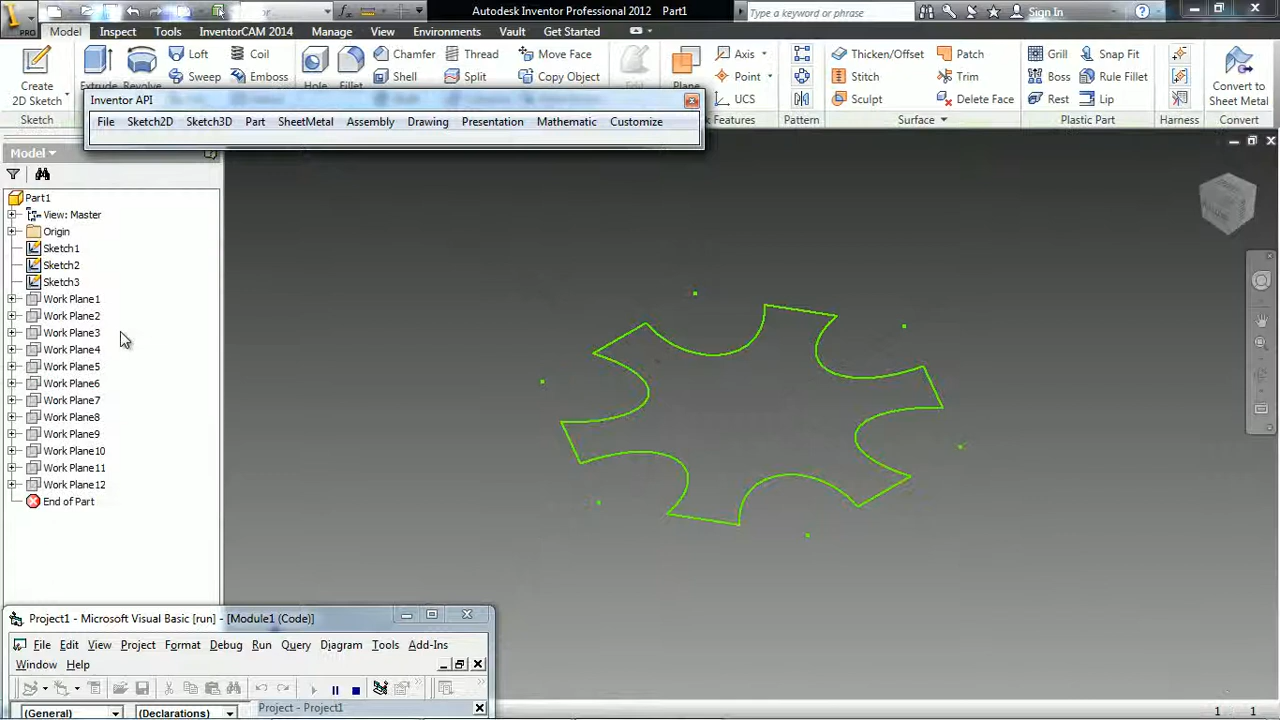 Autodesk Inventor Professional 2012 Part1
Type a keyword or phrase
Sign In
PRO
Model Inspect Tools InventorCAM 2014 Manage View Environments Vault Get Started
Loft Coil Chamfer Thread Move Face Axis Thicken/Offset Patch Grill Snap Fit
Create
2D Sketch
Extrude Revolve
Sweep Emboss
Hole Fillet
Shell Split Copy Object
Plane
Point Stitch Trim Boss Rule Fillet
Convert to
Sheet Metal
UCS Sculpt Delete Face Rest Lip
Sketch
Features Pattern Surface Plastic Part Harness Convert
Inventor API
File Sketch2D Sketch3D Part SheetMetal Assembly Drawing Presentation Mathematic Customize
Model
Part1
View: Master
Origin
Sketch1
Sketch2
Sketch3
Work Plane1
Work Plane2
Work Plane3
Work Plane4
Work Plane5
Work Plane6
Work Plane7
Work Plane8
Work Plane9
Work Plane10
Work Plane11
Work Plane12
End of Part
Project1 - Microsoft Visual Basic [run] - [Module1 (Code)]
File Edit View Project Format Debug Run Query Diagram Tools Add-Ins
Window Help
(General) (Declarations) Project - Project1
1 1